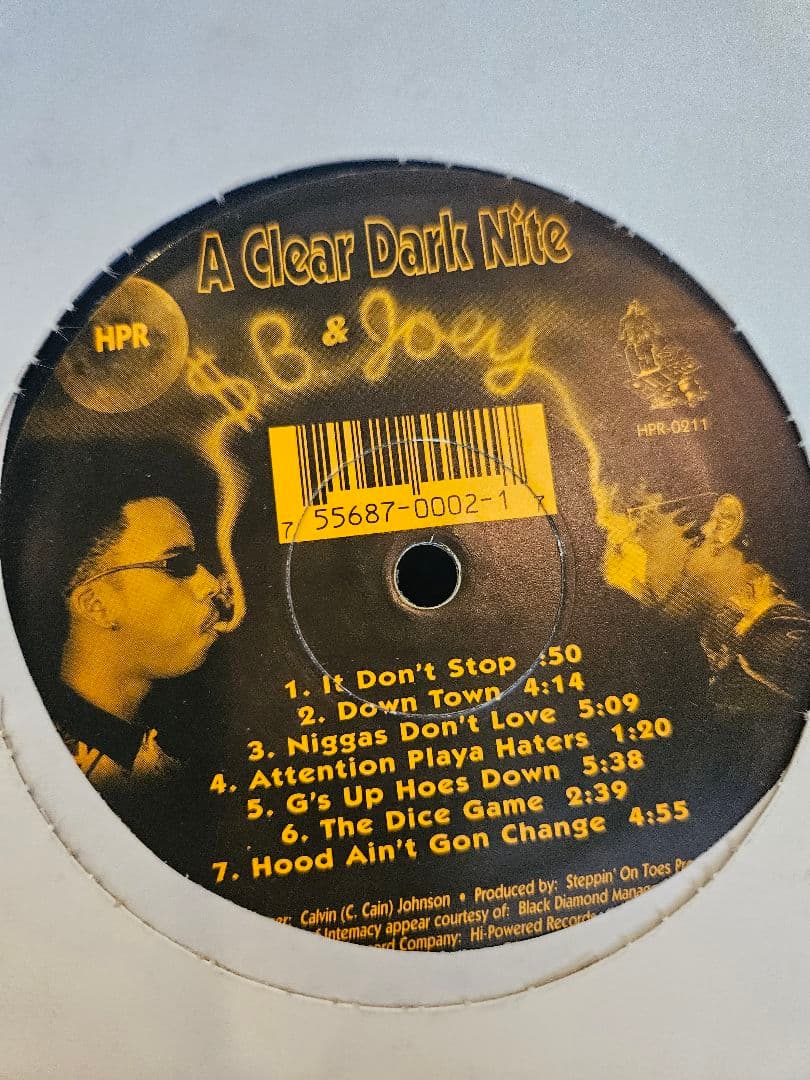 A Clear Dark Nite
HPR
$.B. & Joey
HPR-0211
7 55687-0002-1 7
1. It Don't Stop :50
2. Down Town 4:14
3. Niggas Don't Love 5:09
4. Attention Playa Haters 1:20
5. G's Up Hoes Down 5:38
6. The Dice Game 2:39
7. Hood Ain't Gon Change 4:55
Calvin (C. Cain) Johnson • Produced by: Steppin' On Toes
Intemacy appear courtesy of: Black Diamond
Company: Hi-Powered